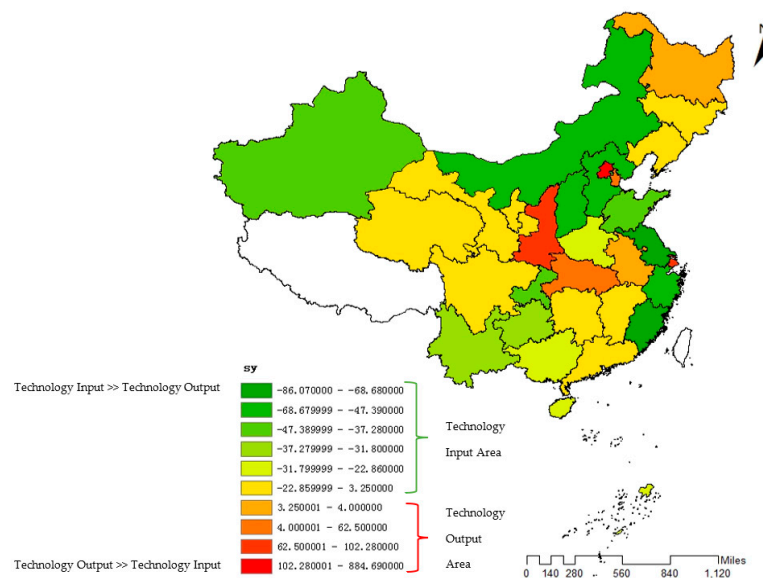 N
sy
Technology Input >> Technology Output
-86.070000 - -68.680000
-68.679999 - -47.390000
-47.389999 - -37.280000
-37.279999 - -31.800000
-31.799999 - -22.860000
-22.859999 - 3.250000
3.250001 - 4.000000
4.000001 - 62.500000
62.500001 - 102.280000
102.280001 - 884.690000
Technology
Input Area
Technology
Output
Area
Technology Output >> Technology Input
Miles
0 140 280 560 840 1,120